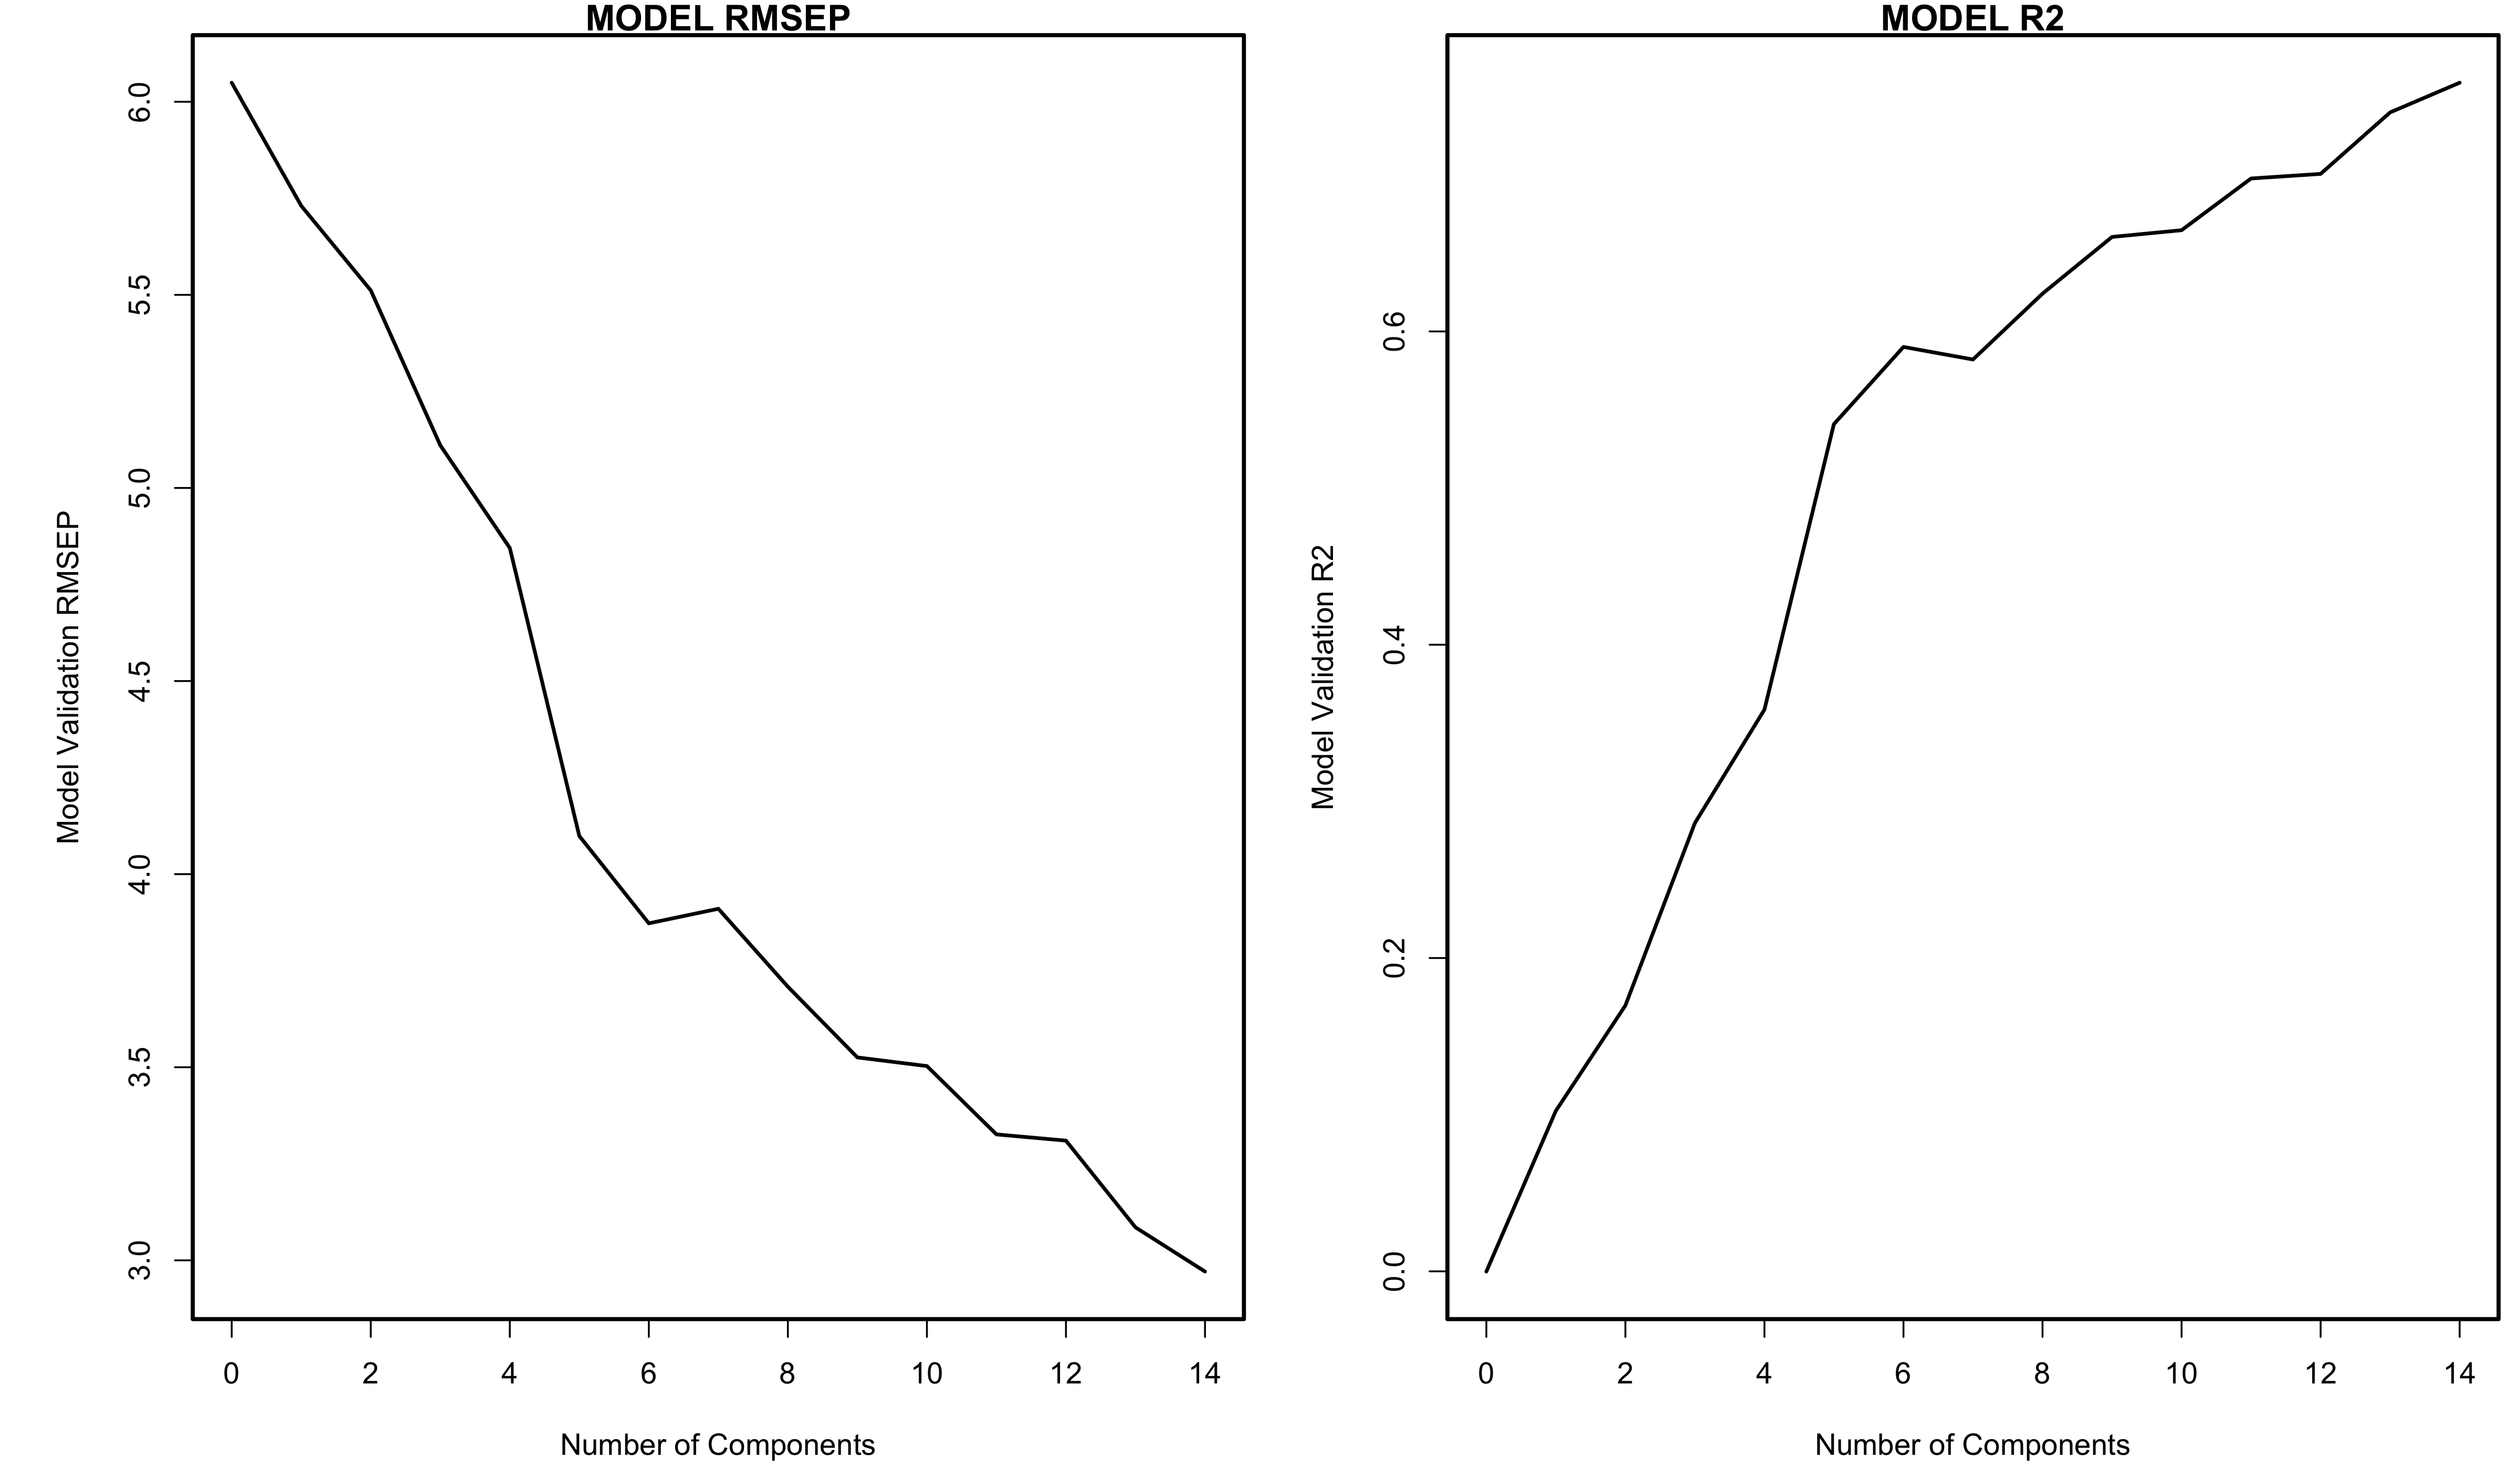 MODEL RMSEP
Model Validation RMSEP
6.0
5.5
5.0
4.5
4.0
3.5
3.0
0 2 4 6 8 10 12 14
Number of Components
MODEL R2
Model Validation R2
0.6
0.4
0.2
0.0
0 2 4 6 8 10 12 14
Number of Components